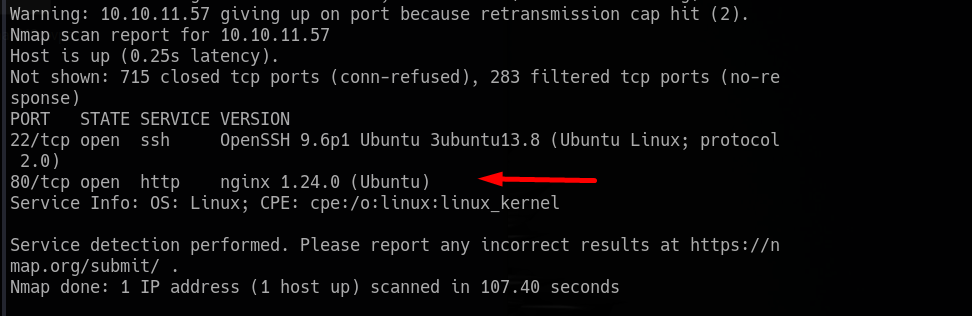 Warning: 10.10.11.57 giving up on port because retransmission cap hit (2).
Nmap scan report for 10.10.11.57
Host is up (0.25s latency).
Not shown: 715 closed tcp ports (conn-refused), 283 filtered tcp ports (no-re
sponse)
PORT   STATE SERVICE VERSION
22/tcp open  ssh     OpenSSH 9.6p1 Ubuntu 3ubuntu13.8 (Ubuntu Linux; protocol
 2.0)
80/tcp open  http    nginx 1.24.0 (Ubuntu)
Service Info: OS: Linux; CPE: cpe:/o:linux:linux_kernel

Service detection performed. Please report any incorrect results at https://n
map.org/submit/ .
Nmap done: 1 IP address (1 host up) scanned in 107.40 seconds